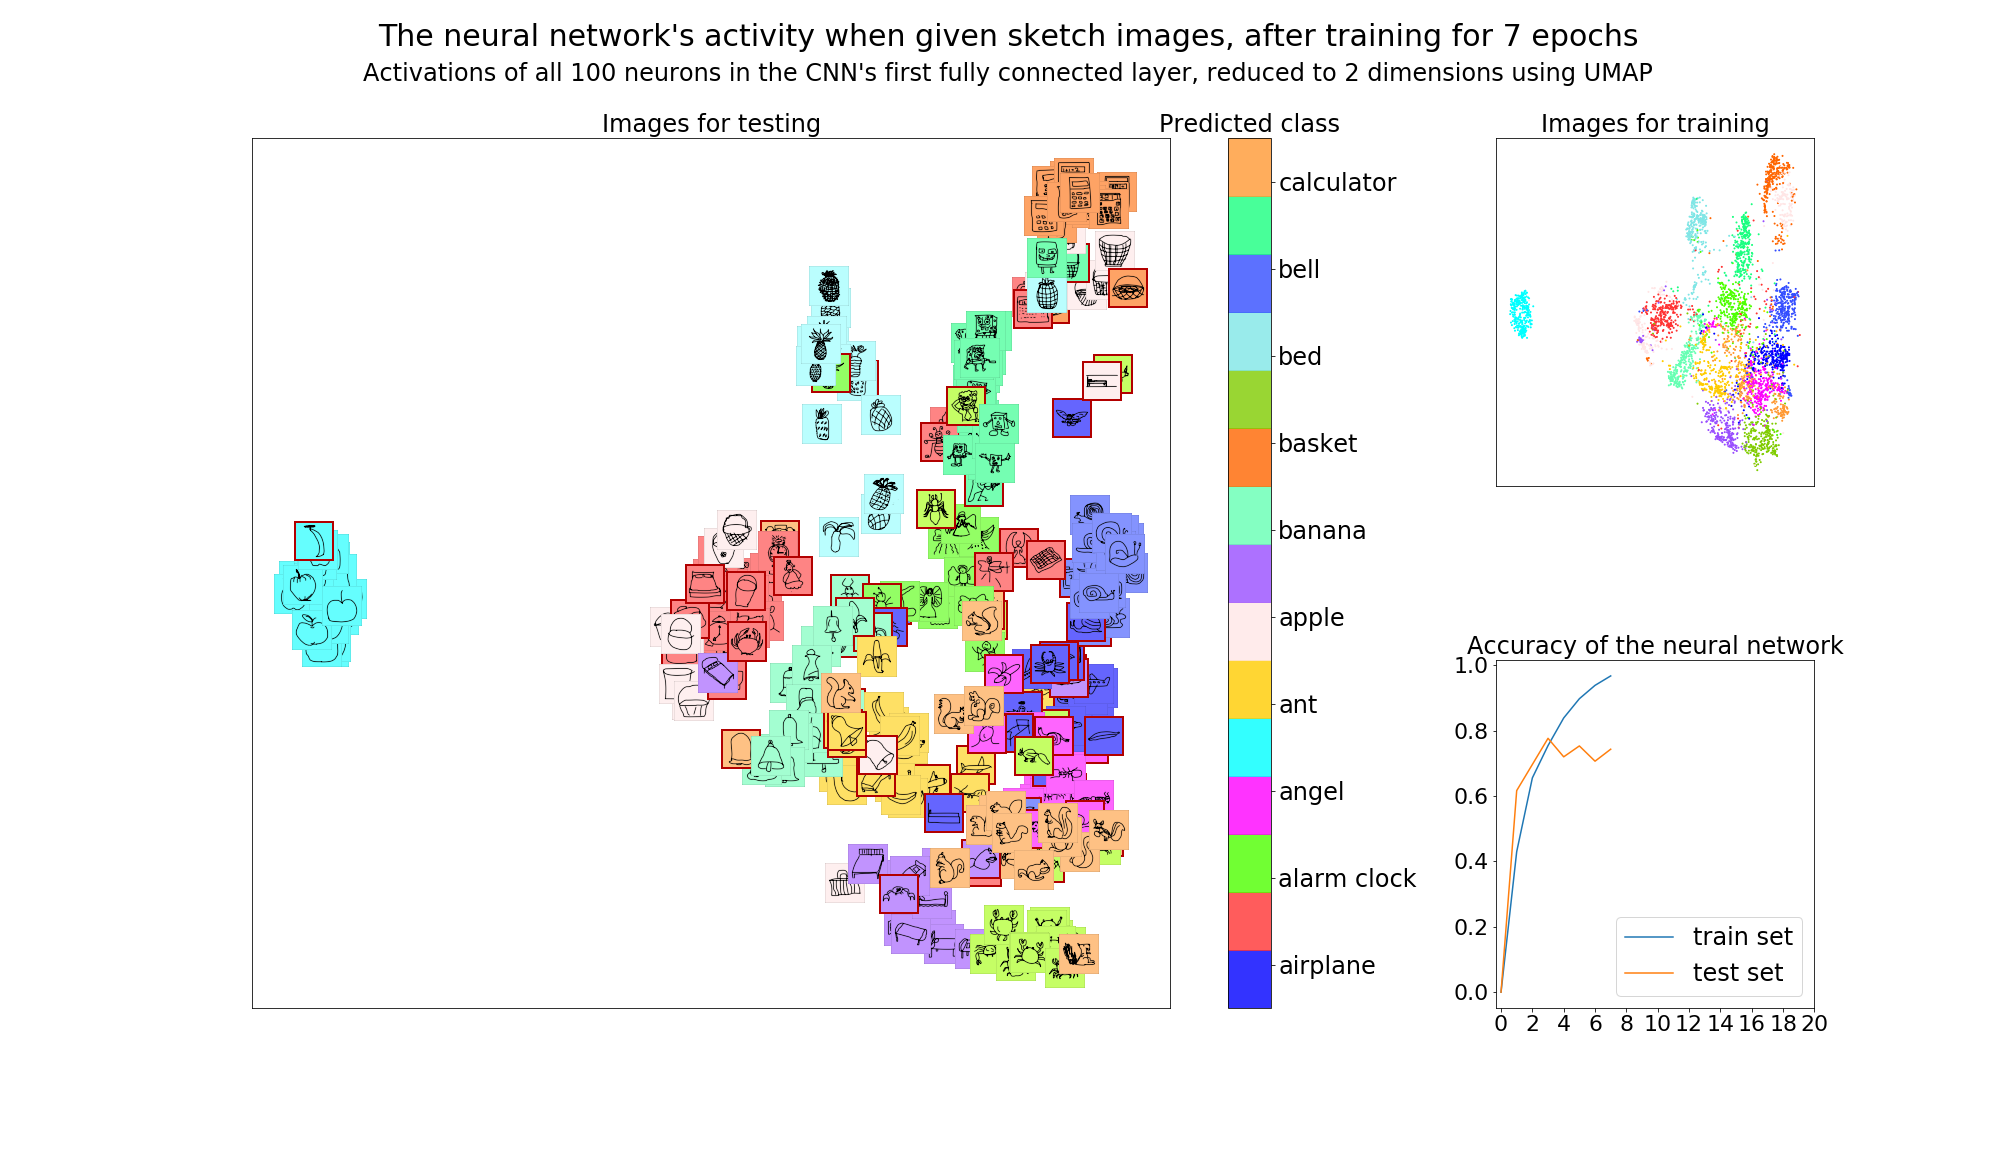 The neural network's activity when given sketch images, after training for 7 epochs
Activations of all 100 neurons in the CNN's first fully connected layer, reduced to 2 dimensions using UMAP
Images for testing
Predicted class
calculator
bell
bed
basket
banana
apple
ant
angel
alarm clock
airplane
Images for training
Accuracy of the neural network
1.0
0.8
0.6
0.4
0.2
0.0
train set
test set
0 2 4 6 8 10 12 14 16 18 20